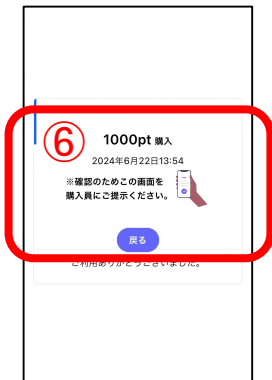 ⑥
1000pt 購入
2024年6月22日13:54
※確認のためこの画面を
購入員にご提示ください。
戻る
ご利用ありがとうございました。